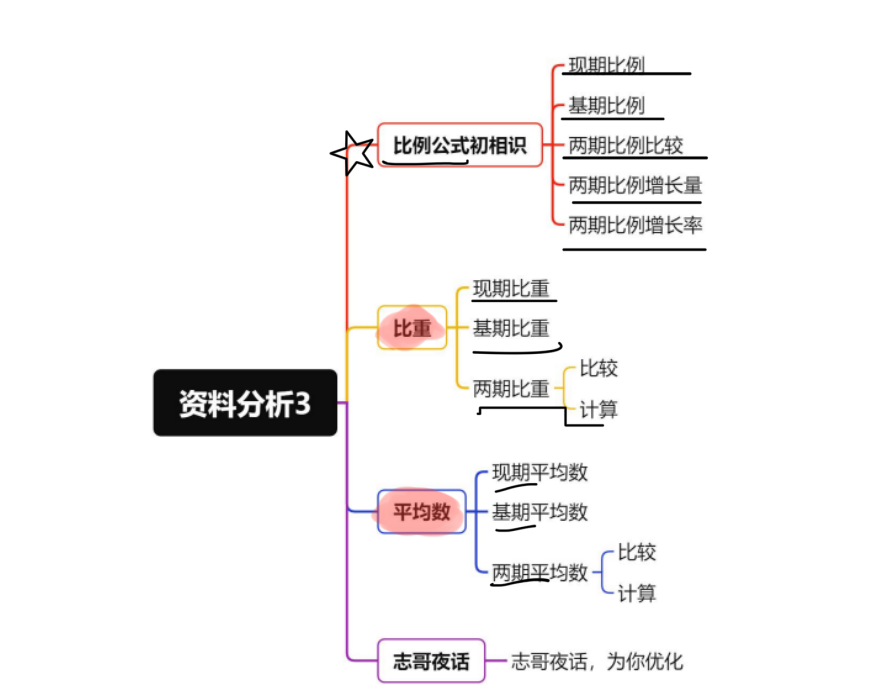 现期比例
基期比例
比例公式初相识
两期比例比较
两期比例增长量
两期比例增长率
现期比重
比重
基期比重
比较
两期比重
计算
资料分析3
现期平均数
平均数
基期平均数
比较
两期平均数
计算
志哥夜话
志哥夜话，为你优化